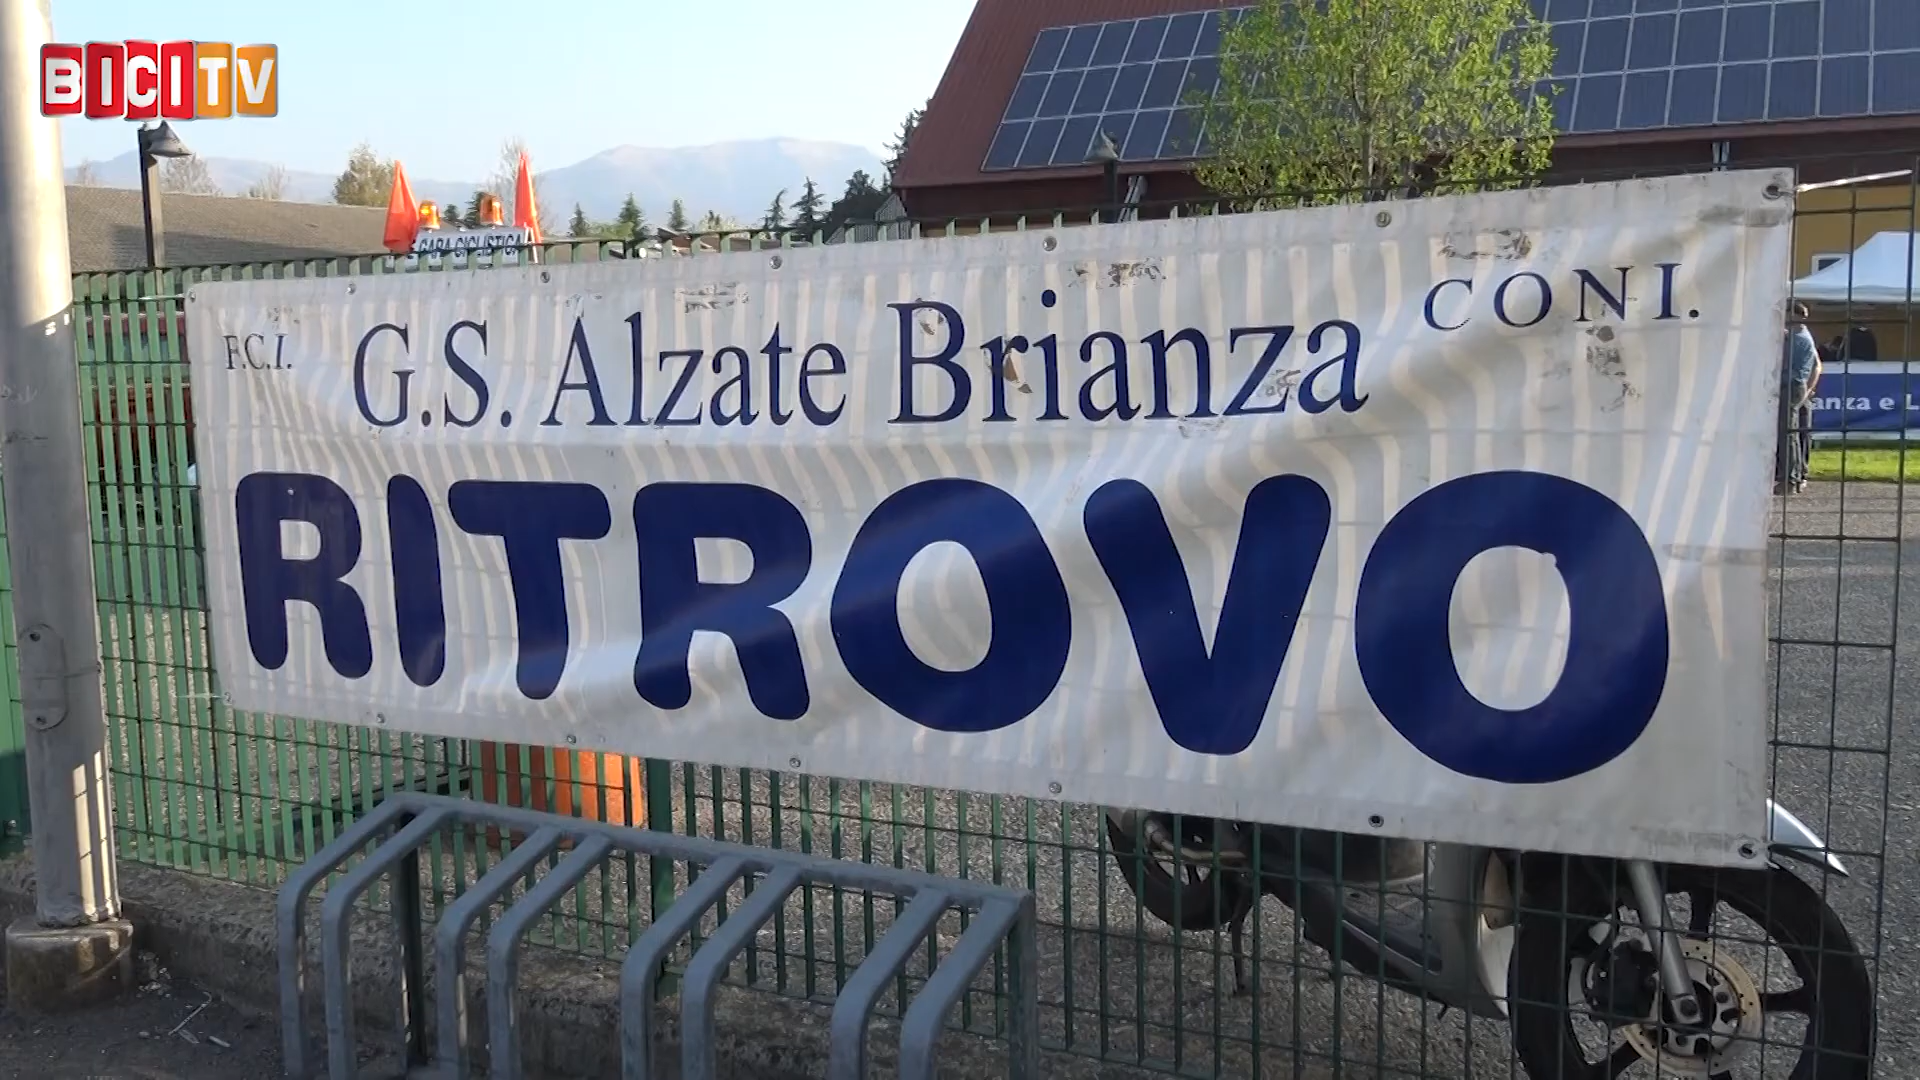 BICITV
GARA CICLISTICA
F.C.I. G.S. Alzate Brianza CONI.
RITROVO
anza e L